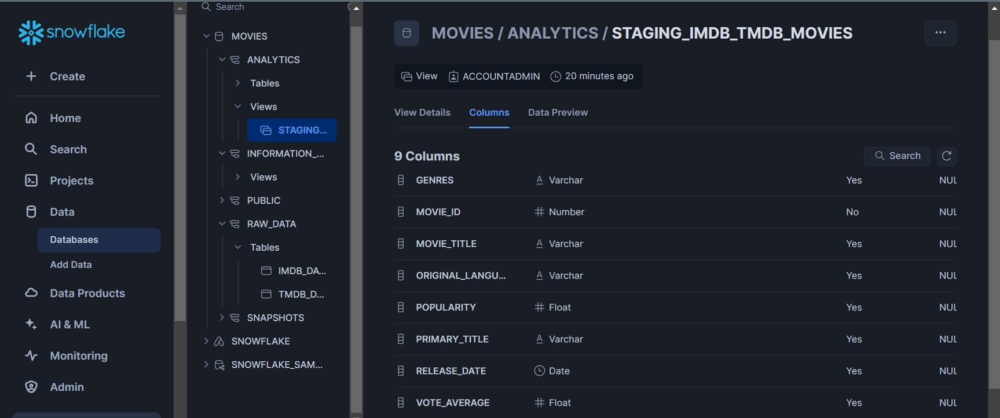 snowflake
Create
Home
Search
Projects
Data
Databases
Add Data
Data Products
AI & ML
Monitoring
Admin
Search
MOVIES
ANALYTICS
Tables
Views
STAGING...
INFORMATION_...
Views
PUBLIC
RAW_DATA
Tables
IMDB_DA...
TMDB_D...
SNAPSHOTS
SNOWFLAKE
SNOWFLAKE_SAM...
MOVIES / ANALYTICS / STAGING_IMDB_TMDB_MOVIES
View ACCOUNTADMIN 20 minutes ago
View Details Columns Data Preview
9 Columns Search
GENRES Varchar Yes NUL
MOVIE_ID Number No NUL
MOVIE_TITLE Varchar Yes NUL
ORIGINAL_LANGU... Varchar Yes NUL
POPULARITY Float Yes NUL
PRIMARY_TITLE Varchar Yes NUL
RELEASE_DATE Date Yes NUL
VOTE_AVERAGE Float Yes NUL